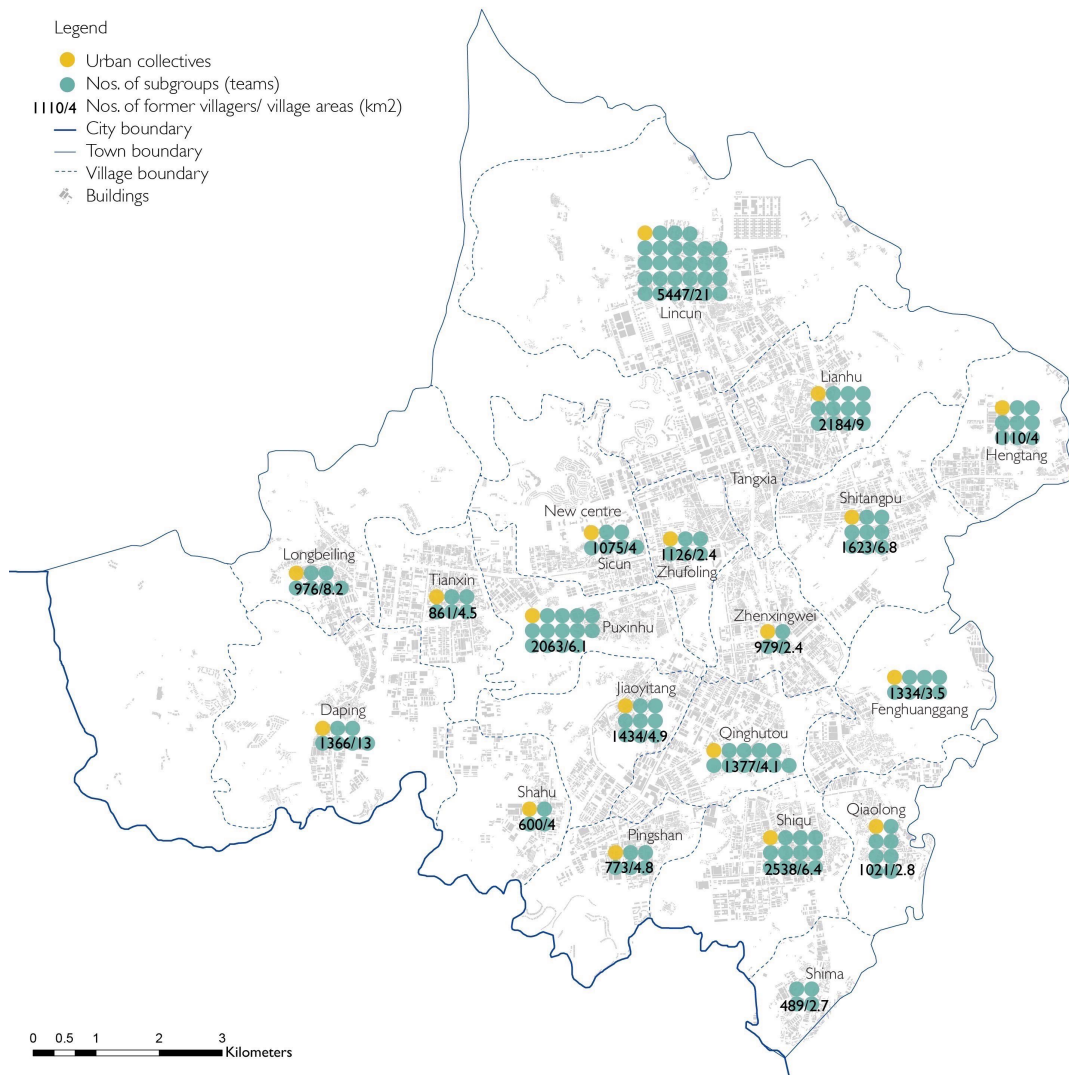 Legend
Urban collectives
Nos. of subgroups (teams)
1110/4 Nos. of former villagers/ village areas (km2)
City boundary
Town boundary
Village boundary
Buildings
5447/21
Lincun
Lianhu
2184/9
1110/4
Hengtang
Tangxia
Shitangpu
1623/6.8
New centre
1075/4
Sicun
1126/2.4
Zhufoling
Longbeiling
976/8.2
Tianxin
861/4.5
Puxinhu
2063/6.1
Zhenxingwei
979/2.4
1334/3.5
Fenghuanggang
Jiaoyitang
1434/4.9
Daping
1366/13
Qinghutou
1377/4.1
Shahu
600/4
Pingshan
773/4.8
Shiqu
2538/6.4
Qiaolong
1021/2.8
Shima
489/2.7
0 0.5 1 2 3
Kilometers